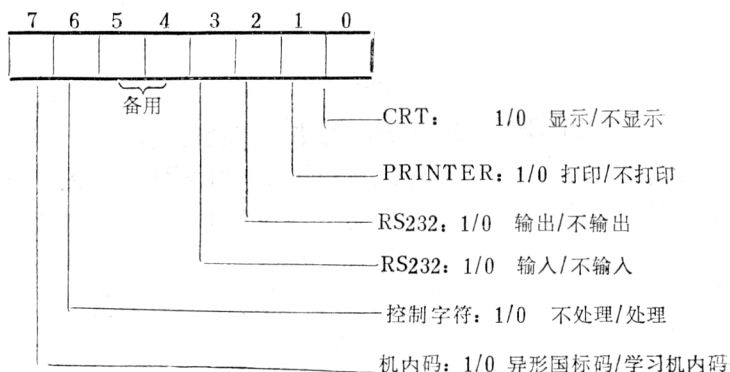 7 6 5 4 3 2 1 0
备用
CRT： 1/0 显示/不显示
PRINTER：1/0 打印/不打印
RS232：1/0 输出/不输出
RS232：1/0 输入/不输入
控制字符：1/0 不处理/处理
机内码：1/0 异形国标码/学习机内码